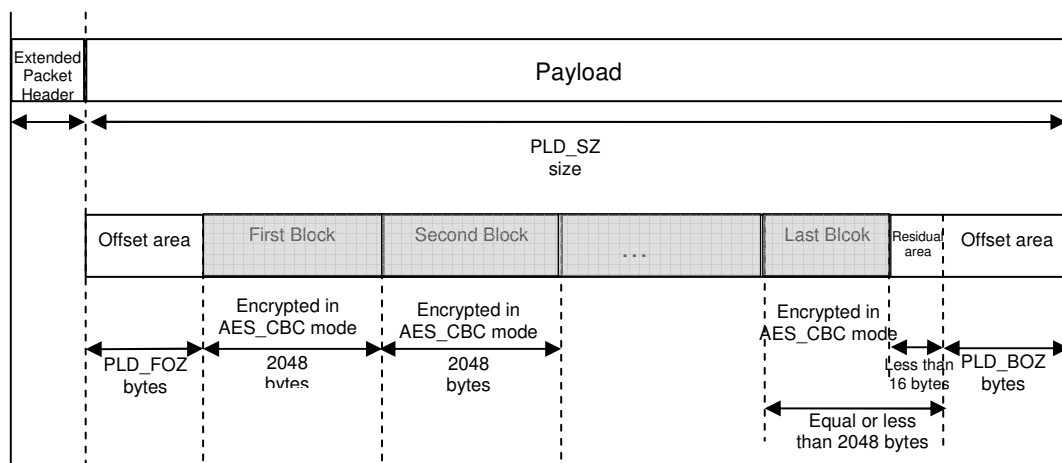 Extended
Packet
Header
Payload
PLD_SZ
size
Offset area
First Block
Second Block
...
Last Blcok
Residual
area
Offset area
Encrypted in
AES_CBC mode
Encrypted in
AES_CBC mode
Encrypted in
AES_CBC mode
PLD_FOZ
bytes
2048
bytes
2048
bytes
Less than
16 bytes
PLD_BOZ
bytes
Equal or less
than 2048 bytes